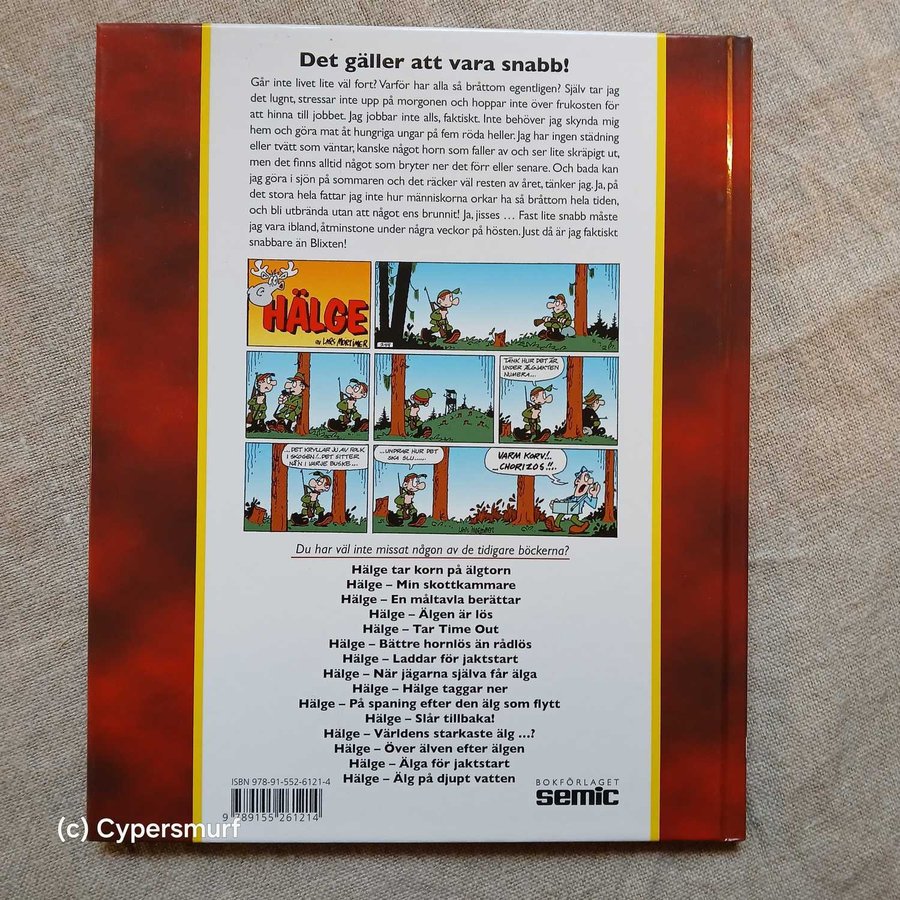 Det gäller att vara snabb!
Går inte livet lite väl fort? Varför har alla så bråttom egentligen? Själv tar jag
det lugnt, stressar inte upp på morgonen och hoppar inte över frukosten för
att hinna till jobbet. Jag jobbar inte alls, faktiskt. Inte behöver jag skynda mig
hem och göra mat åt hungriga ungar på fem röda heller. Jag har ingen städning
eller tvätt som väntar, kanske något horn som faller av och ser lite skräpigt ut,
men det finns alltid något som bryter ner det förr eller senare. Och bada kan
jag göra i sjön på sommaren och det räcker väl resten av året, tänker jag. Ja, på
det stora hela fattar jag inte hur människorna orkar ha så bråttom hela tiden,
och bli utbrända utan att något ens brunnit! Ja, jisses … Fast lite snabb måste
jag vara ibland, åtminstone under några veckor på hösten. Just då är jag faktiskt
snabbare än Blixten!
HÄLGE
AV LARS MORTIMER
TÄNK HUR DET ÄR
UNDER ÄLGJAKTEN
NUMERA...
...DET KRYLLAR JU AV FOLK
I SKOGEN!..DET SITTER
NÅN I VARJE BUSKE...
...UNDRAR HUR DET
SKA SLU......
VARM KORV!!..
..CHORIZOS!!..
LARS MORTIMER
Du har väl inte missat någon av de tidigare böckerna?
Hälge tar korn på älgtorn
Hälge – Min skottkammare
Hälge – En måltavla berättar
Hälge – Älgen är lös
Hälge – Tar Time Out
Hälge – Bättre hornlös än rådlös
Hälge – Laddar för jaktstart
Hälge – När jägarna själva får älga
Hälge – Hälge taggar ner
Hälge – På spaning efter den älg som flytt
Hälge – Slår tillbaka!
Hälge – Världens starkaste älg …?
Hälge – Över älven efter älgen
Hälge – Älga för jaktstart
Hälge – Älg på djupt vatten
ISBN 978-91-552-6121-4
9 789155 261214
BOKFÖRLAGET
semic
(c) Cypersmurf